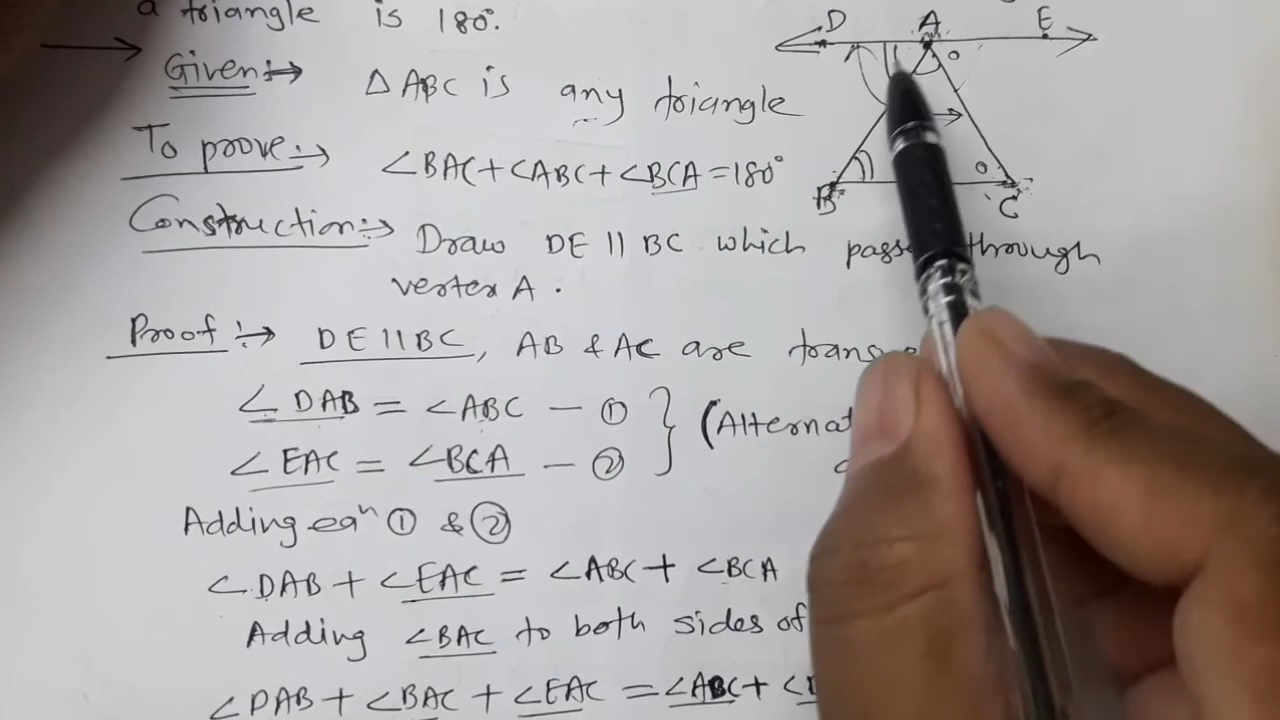 a triangle is 180°.
Given :→ △ABC is any triangle
To prove :→ ∠BAC+∠ABC+∠BCA=180°
Construction :→ Draw DE || BC which through
vertex A.
Proof :→ DE||BC, AB & AC are
∠DAB = ∠ABC — ①
∠EAC = ∠BCA — ②
Adding eqⁿ ① & ②
∠DAB + ∠EAC = ∠ABC + ∠BCA
Adding ∠BAC to both sides of
∠DAB + ∠BAC + ∠EAC = ∠ABC +
D A E
B C